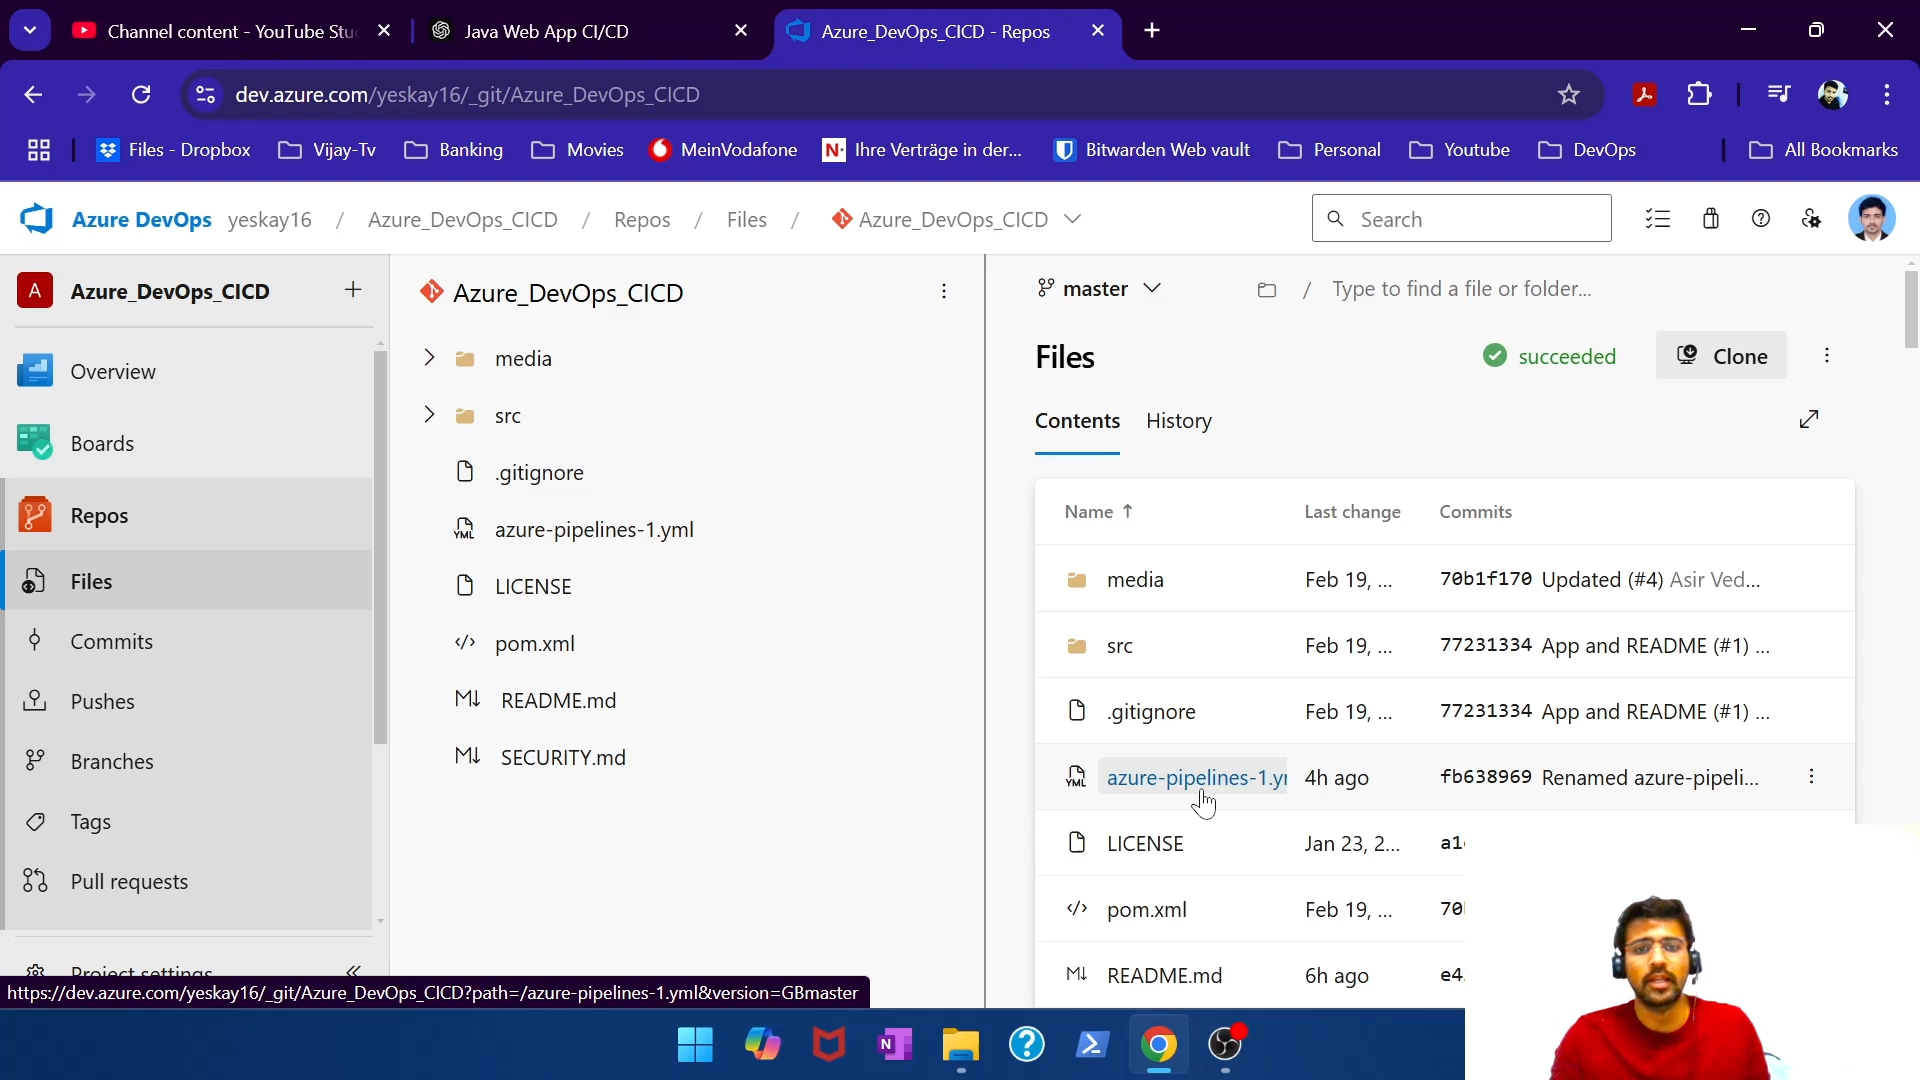 Channel content - YouTube Stu
Java Web App CI/CD
Azure_DevOps_CICD - Repos
dev.azure.com/yeskay16/_git/Azure_DevOps_CICD
Files - Dropbox
Vijay-Tv
Banking
Movies
MeinVodafone
Ihre Verträge in der...
Bitwarden Web vault
Personal
Youtube
DevOps
All Bookmarks
Azure DevOps yeskay16 / Azure_DevOps_CICD / Repos / Files / Azure_DevOps_CICD
Search
A Azure_DevOps_CICD +
Overview
Boards
Repos
Files
Commits
Pushes
Branches
Tags
Pull requests
Project settings
https://dev.azure.com/yeskay16/_git/Azure_DevOps_CICD?path=/azure-pipelines-1.yml&version=GBmaster
Azure_DevOps_CICD
media
src
.gitignore
YML azure-pipelines-1.yml
LICENSE
</> pom.xml
M↓ README.md
M↓ SECURITY.md
master / Type to find a file or folder...
Files
succeeded
Clone
Contents History
Name ↑ Last change Commits
media Feb 19, ... 70b1f170 Updated (#4) Asir Ved...
src Feb 19, ... 77231334 App and README (#1) ...
.gitignore Feb 19, ... 77231334 App and README (#1) ...
YML azure-pipelines-1.y 4h ago fb638969 Renamed azure-pipeli...
LICENSE Jan 23, 2... a1
</> pom.xml Feb 19, ... 70
M↓ README.md 6h ago e4
N